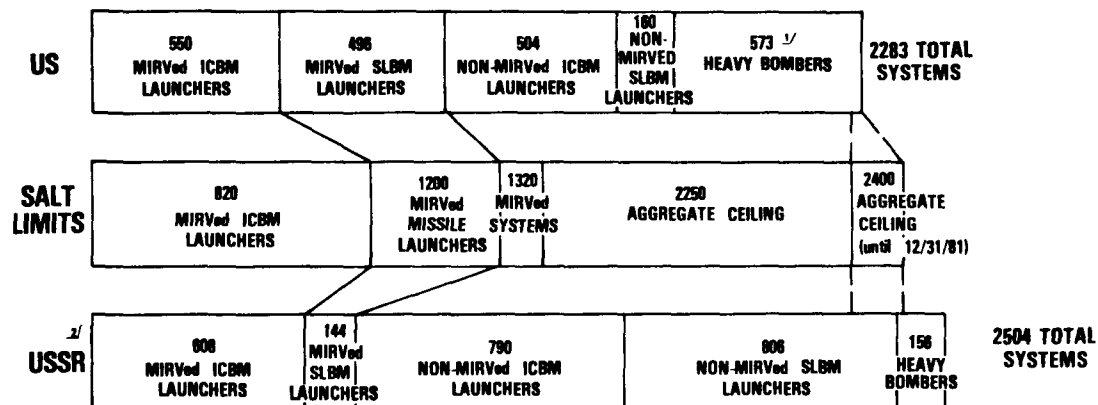 US
550
MIRVed ICBM
LAUNCHERS
496
MIRVed SLBM
LAUNCHERS
504
NON-MIRVED ICBM
LAUNCHERS
160
NON-
MIRVED
SLBM
LAUNCHERS
573 1/
HEAVY BOMBERS
2283 TOTAL
SYSTEMS
SALT
LIMITS
820
MIRVed ICBM
LAUNCHERS
1200
MIRVed
MISSILE
LAUNCHERS
1320
MIRVed
SYSTEMS
2250
AGGREGATE CEILING
2400
AGGREGATE
CEILING
(until 12/31/81)
2/
USSR
608
MIRVed ICBM
LAUNCHERS
144
MIRVed
SLBM
LAUNCHERS
790
NON-MIRVed ICBM
LAUNCHERS
806
NON-MIRVed SLBM
LAUNCHERS
156
HEAVY
BOMBERS
2504 TOTAL
SYSTEMS